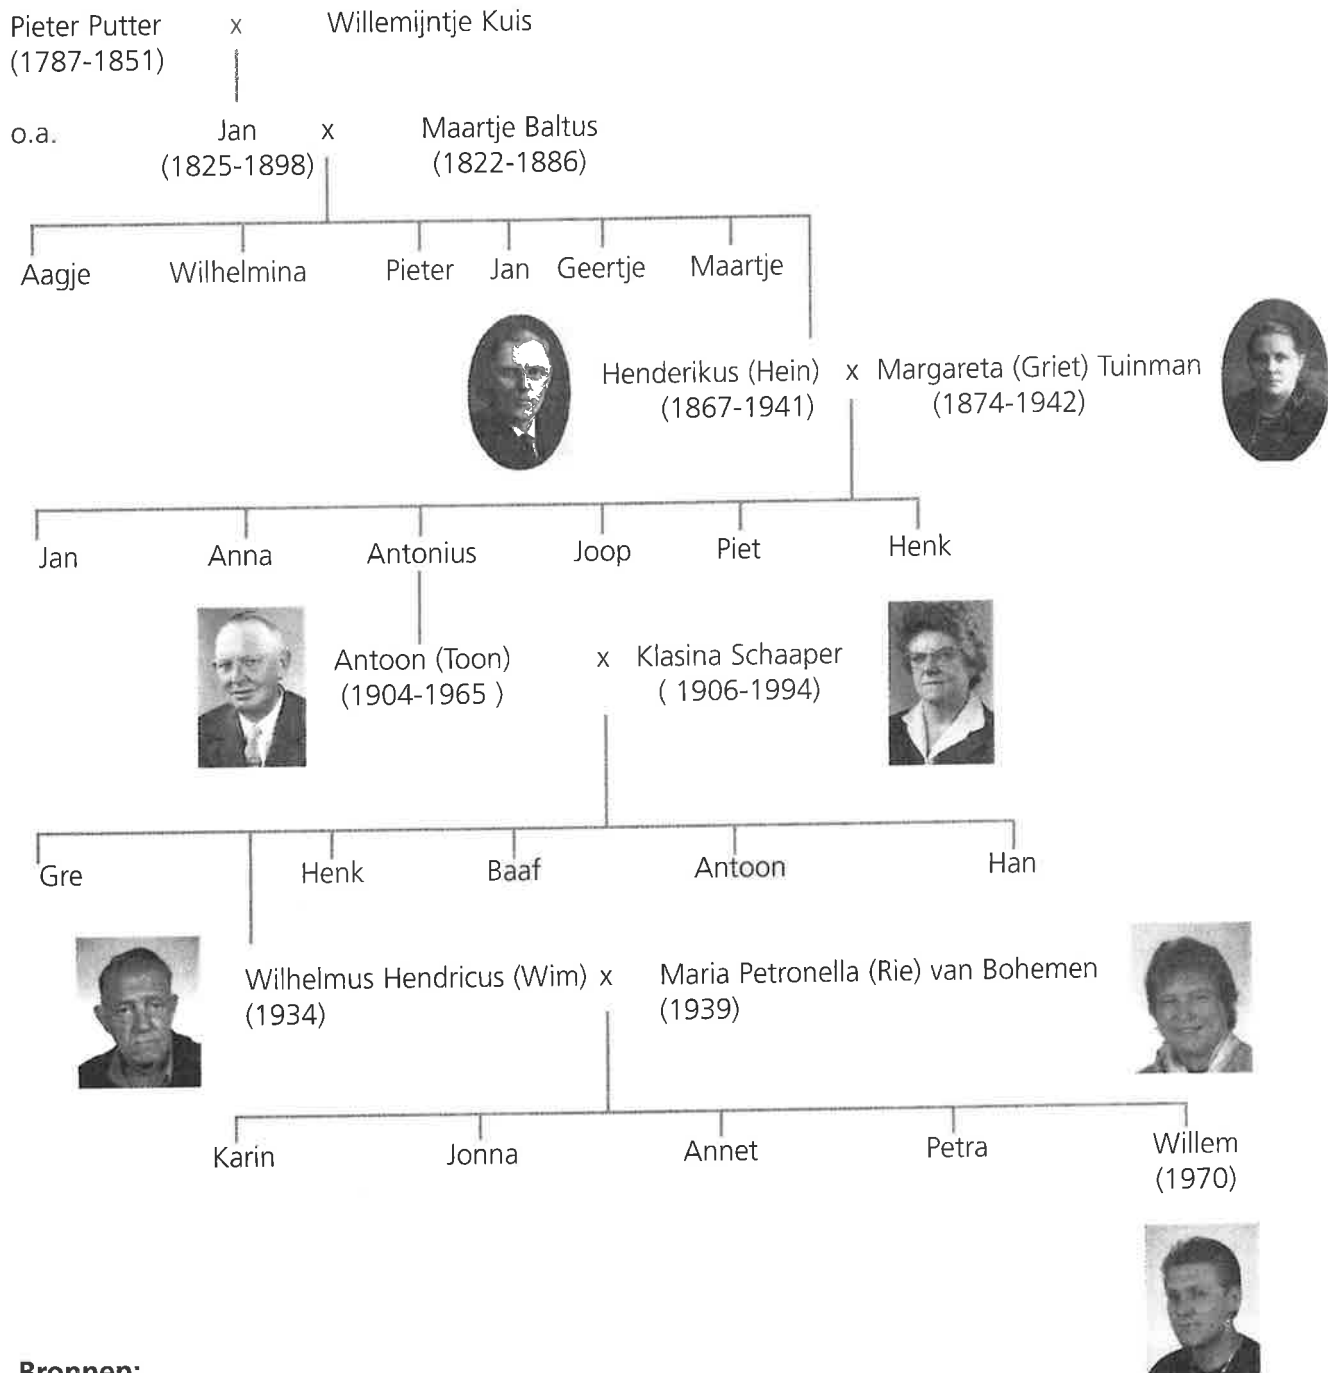 Pieter Putter x Willemijntje Kuis
(1787-1851)
o.a. Jan x Maartje Baltus
(1825-1898) (1822-1886)
Aagje Wilhelmina Pieter Jan Geertje Maartje
Henderikus (Hein) x Margareta (Griet) Tuinman
(1867-1941) (1874-1942)
Jan Anna Antonius Joop Piet Henk
Antoon (Toon) x Klasina Schaaper
(1904-1965 ) ( 1906-1994)
Gre Henk Baaf Antoon Han
Wilhelmus Hendricus (Wim) x Maria Petronella (Rie) van Bohemen
(1934) (1939)
Karin Jonna Annet Petra Willem
(1970)
Bronnen: